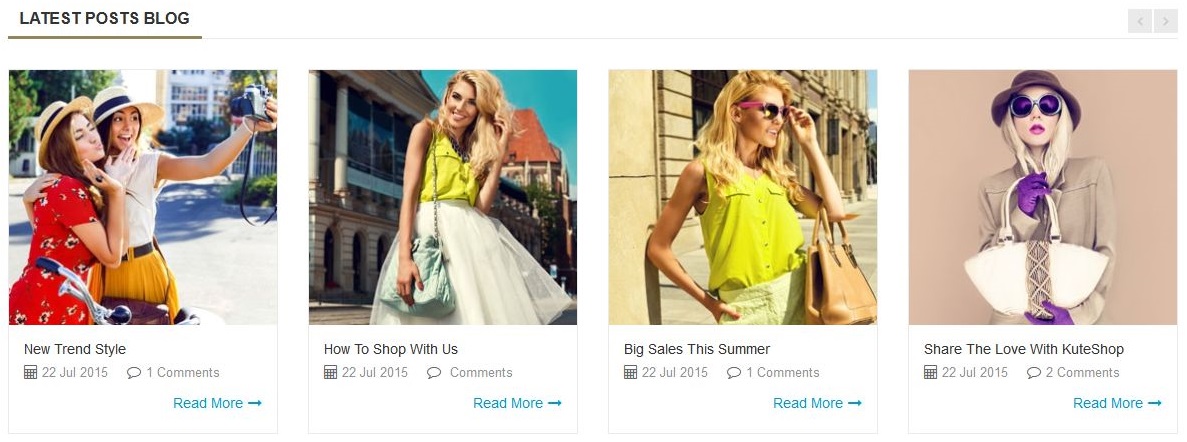 LATEST POSTS BLOG
New Trend Style
22 Jul 2015 1 Comments
Read More
How To Shop With Us
22 Jul 2015 Comments
Read More
Big Sales This Summer
22 Jul 2015 1 Comments
Read More
Share The Love With KuteShop
22 Jul 2015 2 Comments
Read More